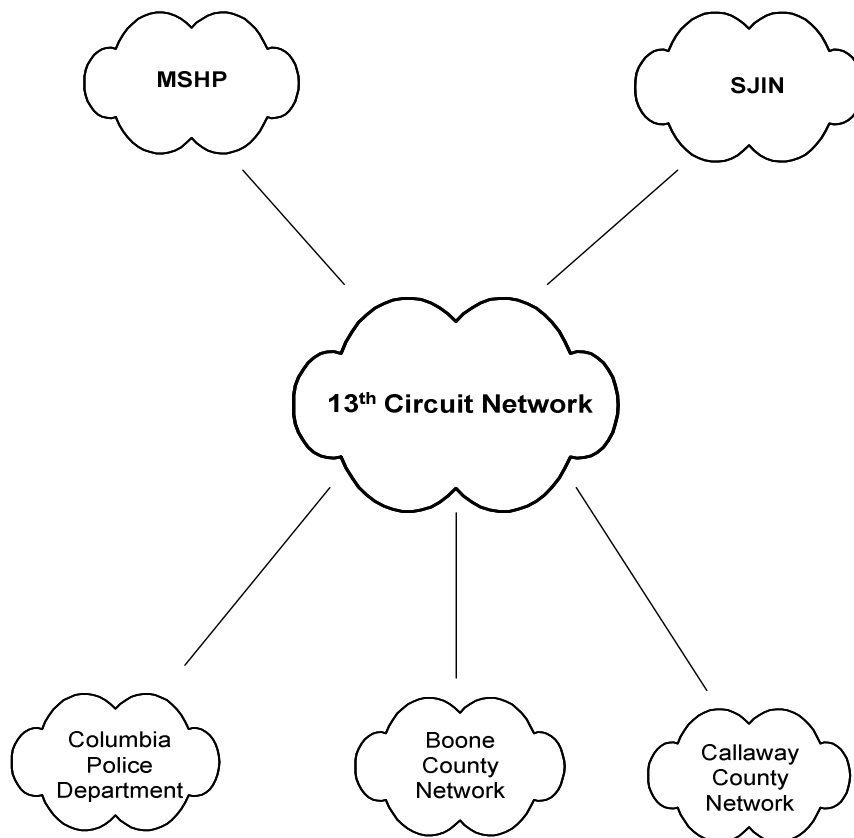 MSHP
SJIN
13th Circuit Network
Columbia
Police
Department
Boone
County
Network
Callaway
County
Network